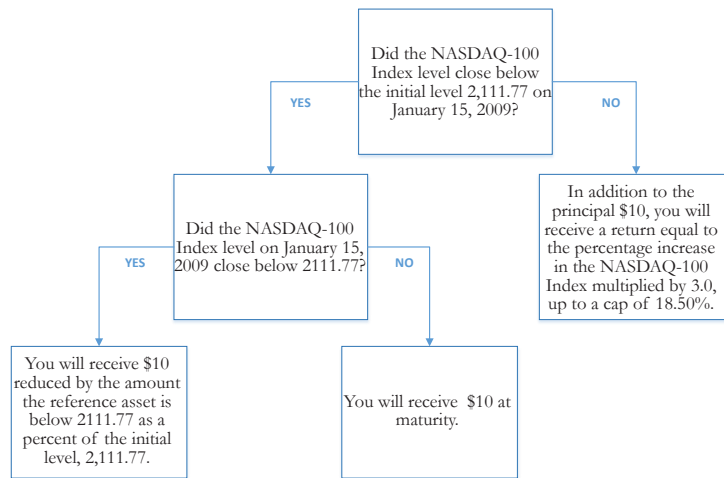 Did the NASDAQ-100
Index level close below
the initial level 2,111.77 on
January 15, 2009?
YES
NO
Did the NASDAQ-100
Index level on January 15,
2009 close below 2111.77?
In addition to the
principal $10, you will
receive a return equal to
the percentage increase
in the NASDAQ-100
Index multiplied by 3.0,
up to a cap of 18.50%.
YES
NO
You will receive $10
reduced by the amount
the reference asset is
below 2111.77 as a
percent of the initial
level, 2,111.77.
You will receive $10 at
maturity.